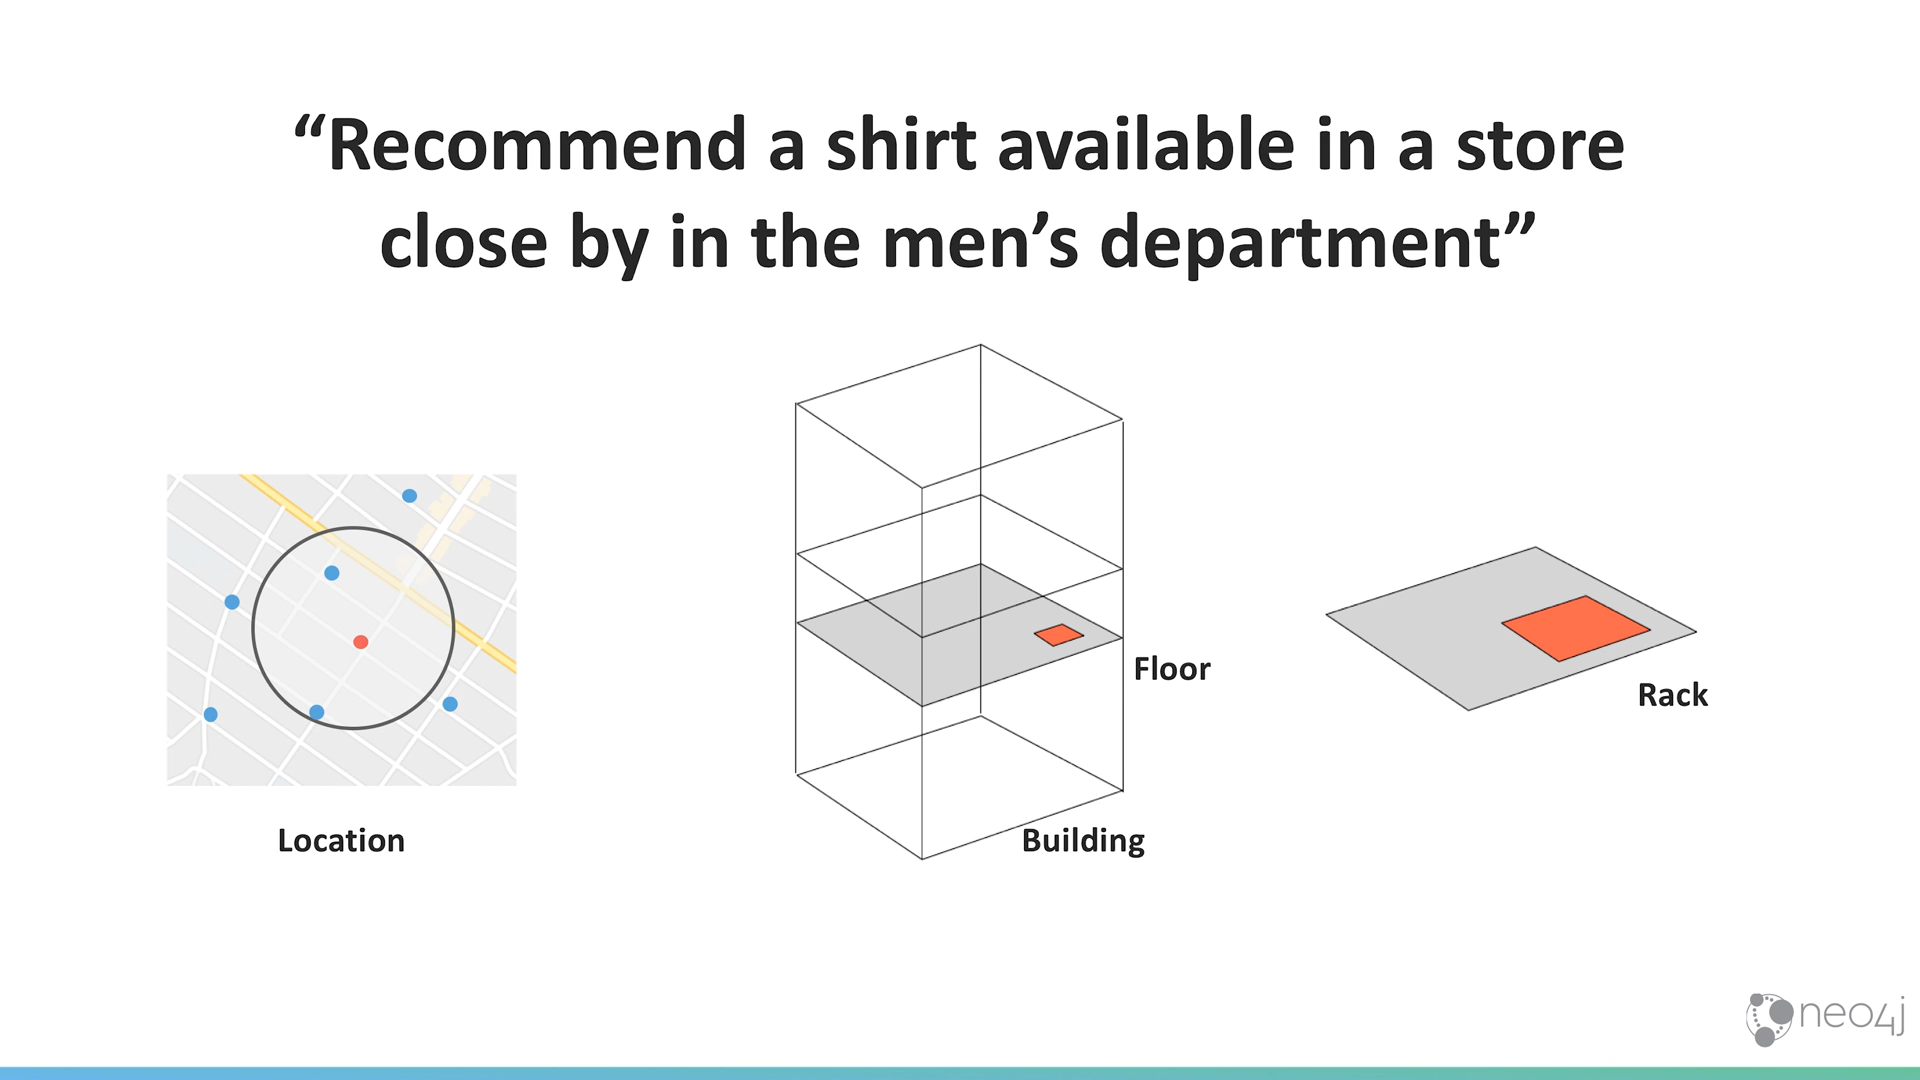 “Recommend a shirt available in a store
close by in the men’s department”
Floor
Rack
Location
Building
neo4j